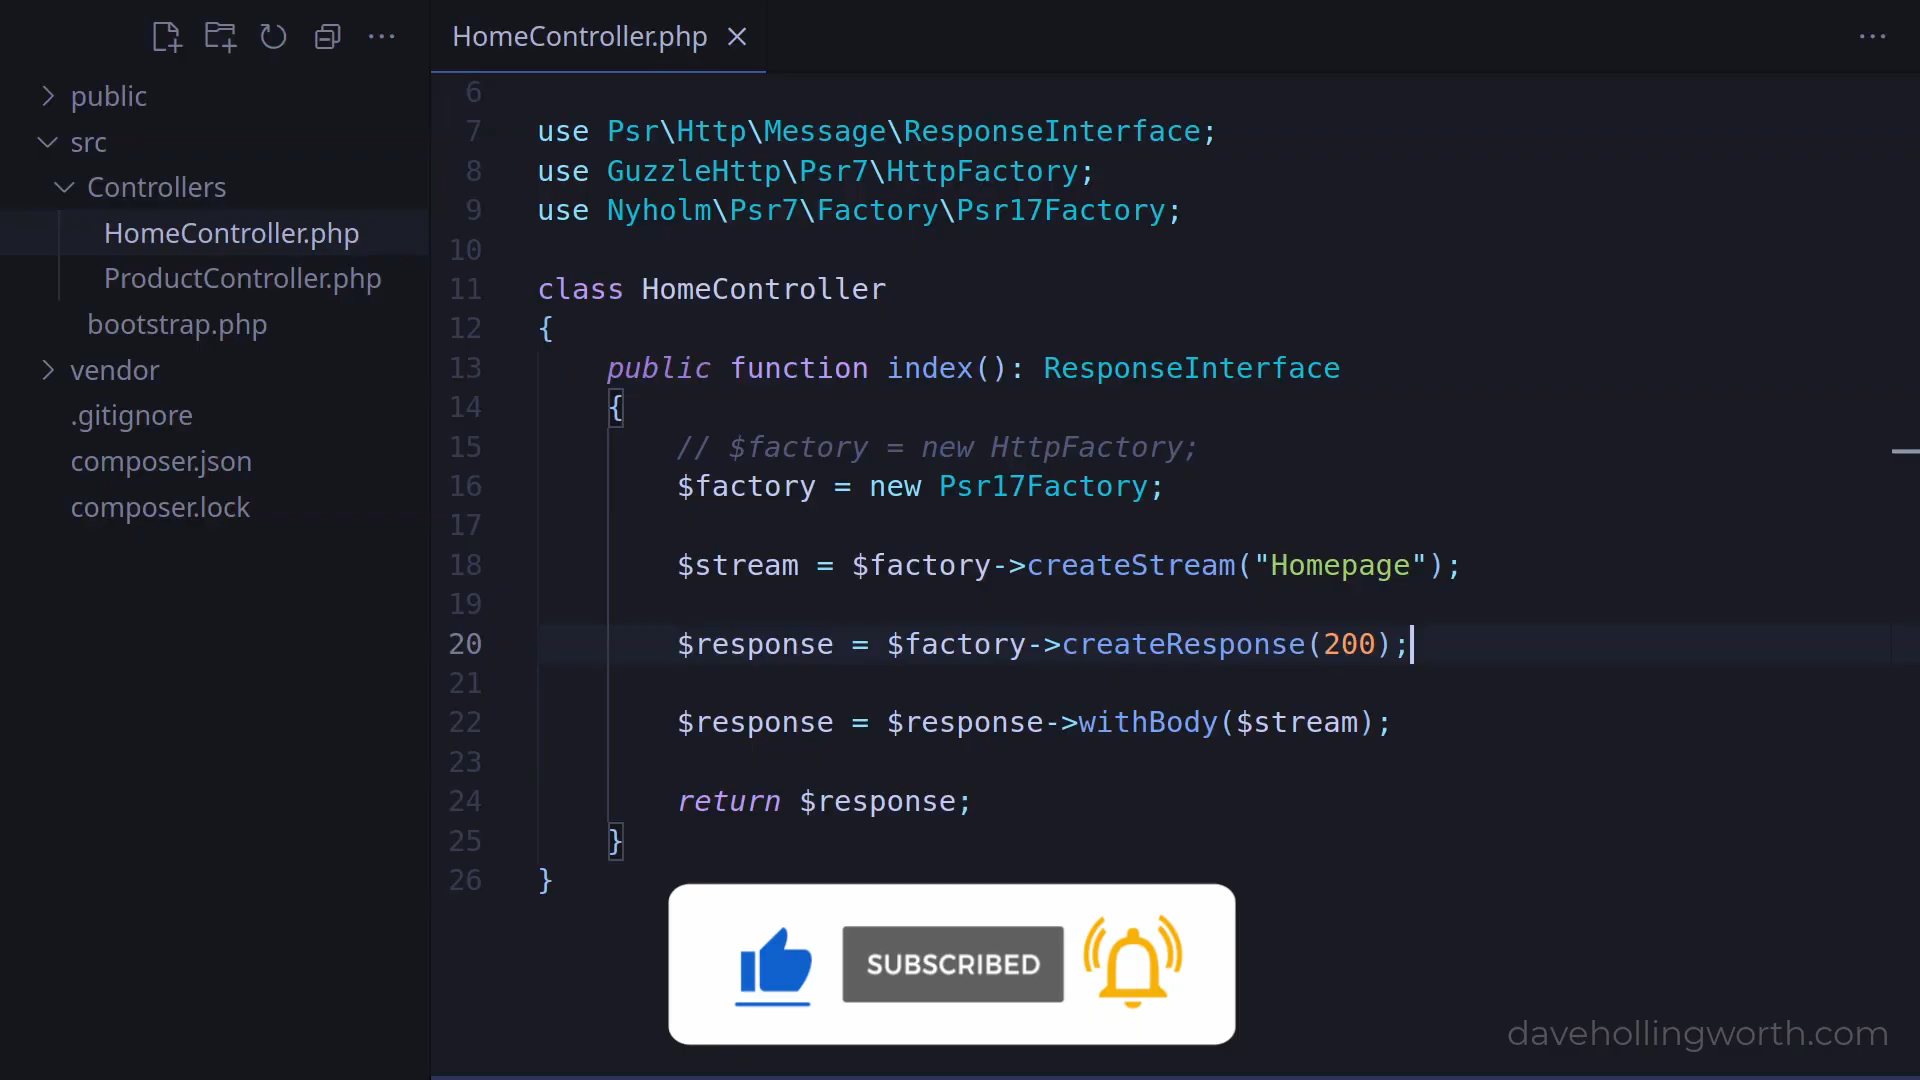 HomeController.php
public
src
Controllers
HomeController.php
ProductController.php
bootstrap.php
vendor
.gitignore
composer.json
composer.lock
6
7 use Psr\Http\Message\ResponseInterface;
8 use GuzzleHttp\Psr7\HttpFactory;
9 use Nyholm\Psr7\Factory\Psr17Factory;
10
11 class HomeController
12 {
13 public function index(): ResponseInterface
14 {
15 // $factory = new HttpFactory;
16 $factory = new Psr17Factory;
17
18 $stream = $factory->createStream("Homepage");
19
20 $response = $factory->createResponse(200);
21
22 $response = $response->withBody($stream);
23
24 return $response;
25 }
26 }
SUBSCRIBED
davehollingworth.com